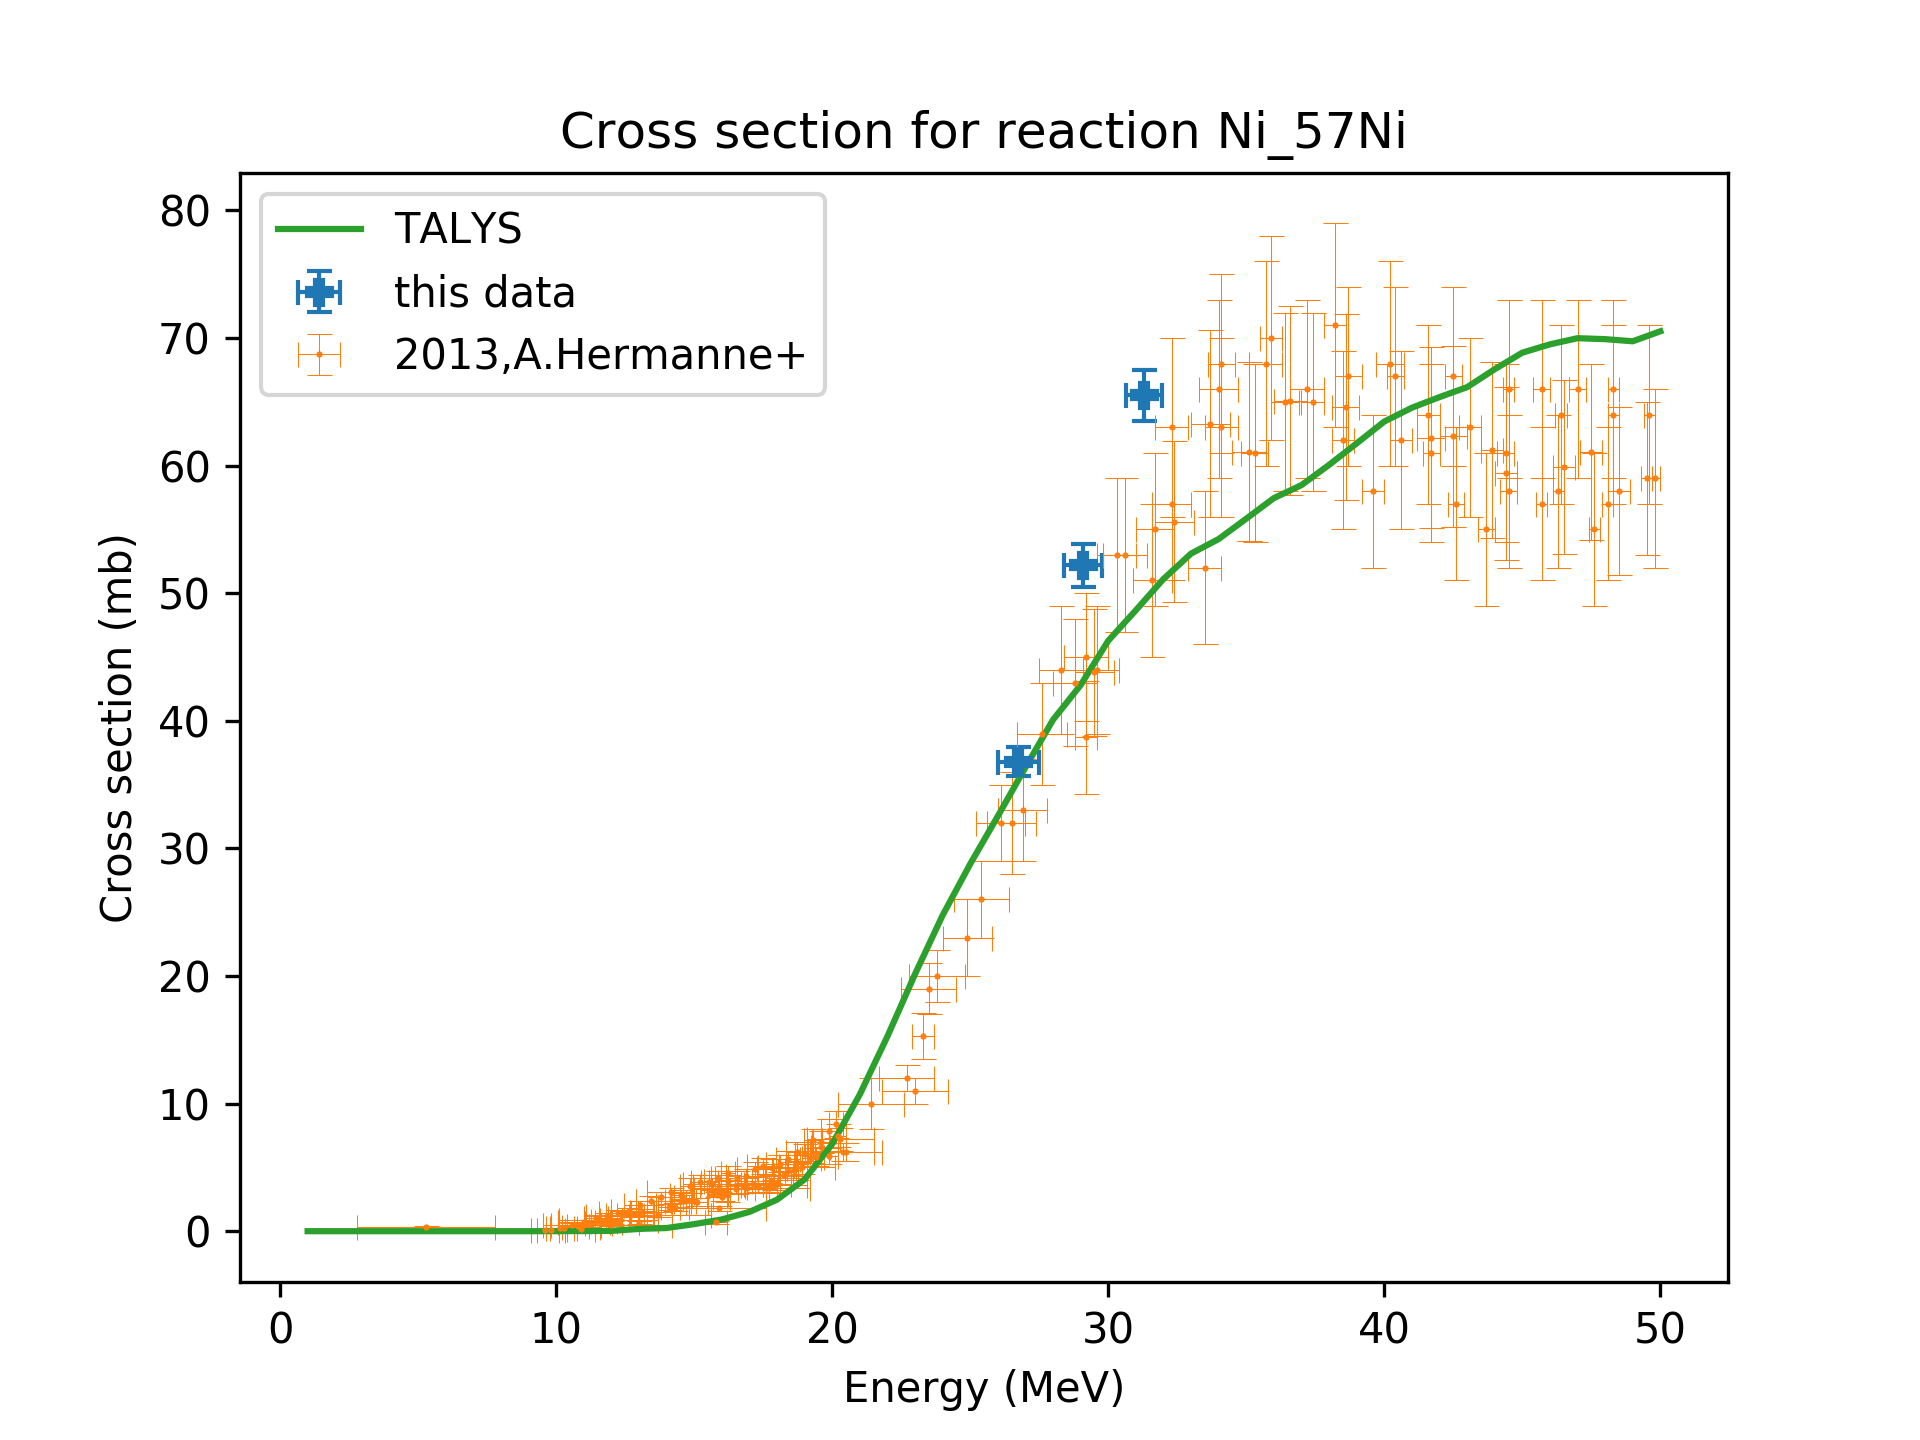 Cross section for reaction Ni_57Ni
TALYS
this data
2013,A.Hermanne+
Cross section (mb)
80
70
60
50
40
30
20
10
0
0 10 20 30 40 50
Energy (MeV)